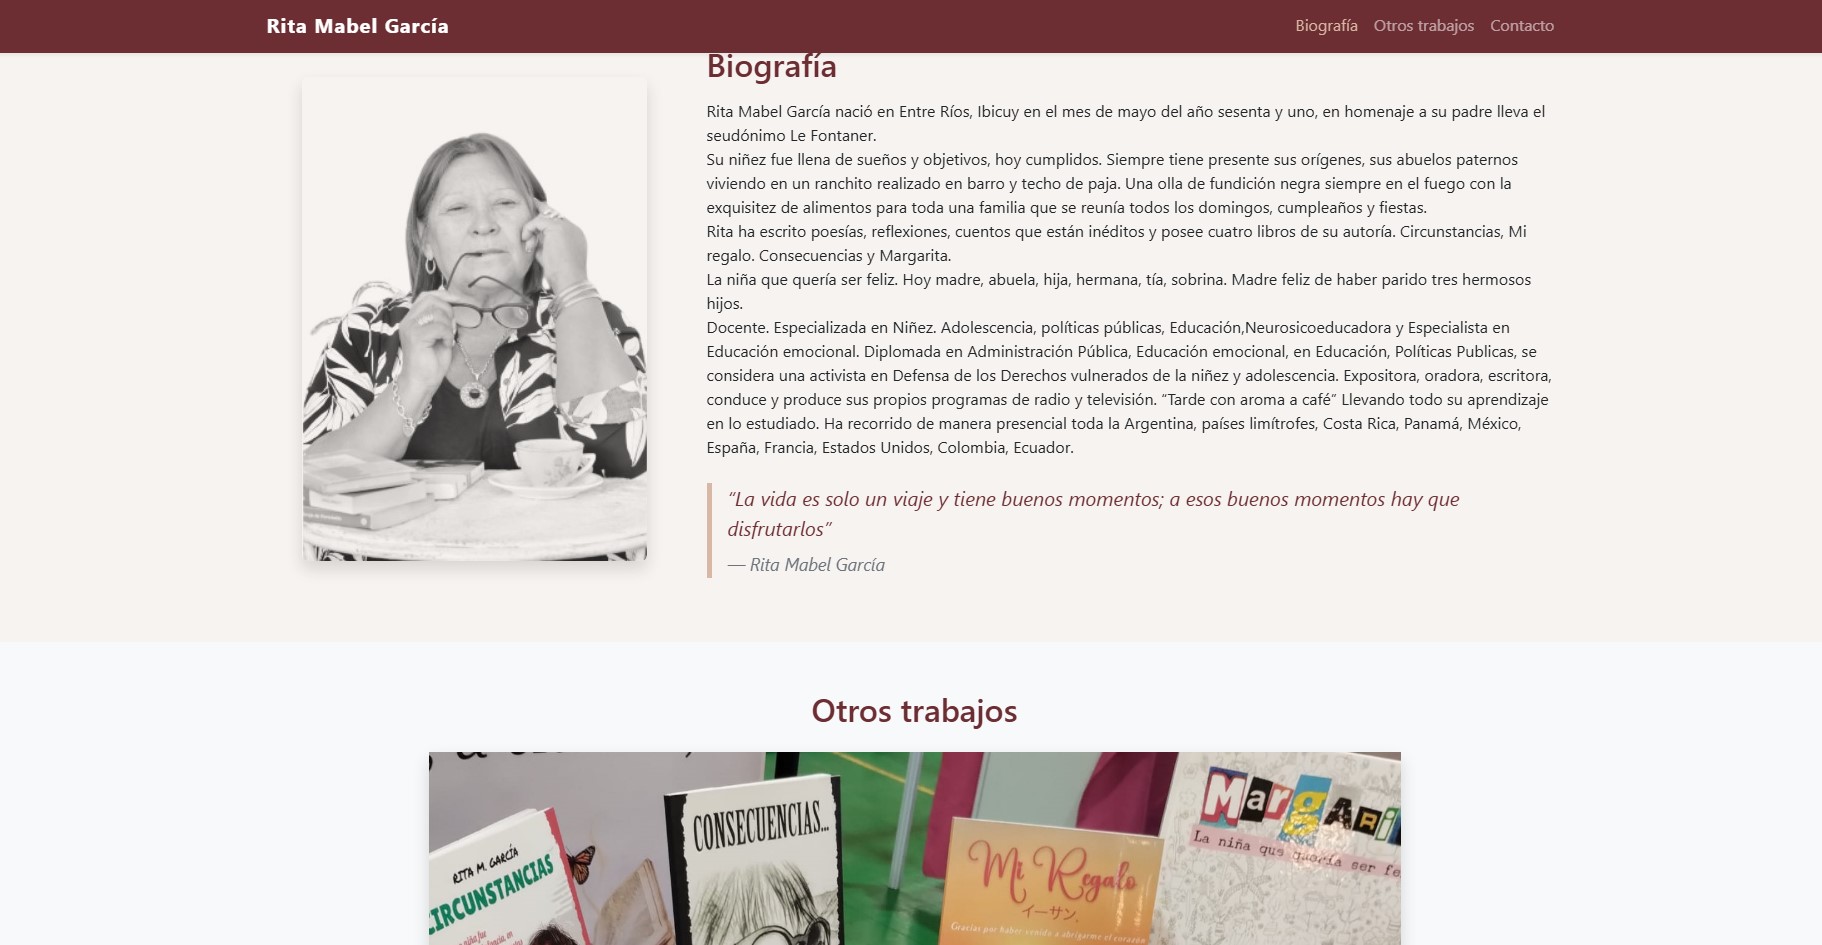 Rita Mabel García
Biografía
Otros trabajos
Contacto
Biografía
Rita Mabel García nació en Entre Ríos, Ibicuy en el mes de mayo del año sesenta y uno, en homenaje a su padre lleva el
seudónimo Le Fontaner.
Su niñez fue llena de sueños y objetivos, hoy cumplidos. Siempre tiene presente sus orígenes, sus abuelos paternos
viviendo en un ranchito realizado en barro y techo de paja. Una olla de fundición negra siempre en el fuego con la
exquisitez de alimentos para toda una familia que se reunía todos los domingos, cumpleaños y fiestas.
Rita ha escrito poesías, reflexiones, cuentos que están inéditos y posee cuatro libros de su autoría. Circunstancias, Mi
regalo. Consecuencias y Margarita.
La niña que quería ser feliz. Hoy madre, abuela, hija, hermana, tía, sobrina. Madre feliz de haber parido tres hermosos
hijos.
Docente. Especializada en Niñez. Adolescencia, políticas públicas, Educación,Neurosicoeducadora y Especialista en
Educación emocional. Diplomada en Administración Pública, Educación emocional, en Educación, Políticas Publicas, se
considera una activista en Defensa de los Derechos vulnerados de la niñez y adolescencia. Expositora, oradora, escritora,
conduce y produce sus propios programas de radio y televisión. “Tarde con aroma a café” Llevando todo su aprendizaje
en lo estudiado. Ha recorrido de manera presencial toda la Argentina, países limítrofes, Costa Rica, Panamá, México,
España, Francia, Estados Unidos, Colombia, Ecuador.
“La vida es solo un viaje y tiene buenos momentos; a esos buenos momentos hay que
disfrutarlos”
— Rita Mabel García
Otros trabajos
RITA M. GARCÍA
CIRCUNSTANCIAS
CONSECUENCIAS...
Mi Regalo
イーサン.
Gracias por haber venido a abrigarme el corazón
Margari
La niña que quería ser fe